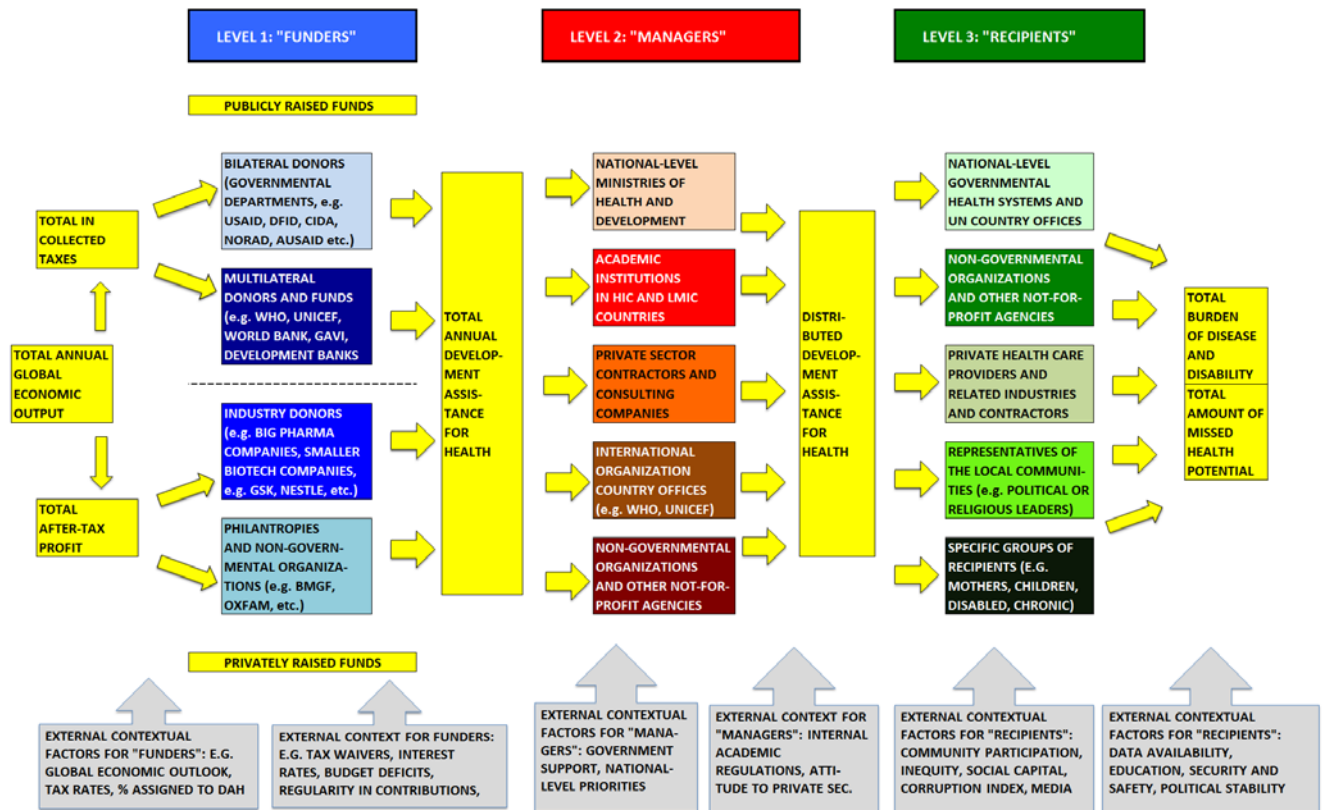 LEVEL 1: "FUNDERS"
LEVEL 2: "MANAGERS"
LEVEL 3: "RECIPIENTS"
PUBLICLY RAISED FUNDS
TOTAL IN
COLLECTED
TAXES
TOTAL ANNUAL
GLOBAL
ECONOMIC
OUTPUT
TOTAL
AFTER-TAX
PROFIT
BILATERAL DONORS
(GOVERNMENTAL
DEPARTMENTS, e.g.
USAID, DFID, CIDA,
NORAD, AUSAID etc.)
MULTILATERAL
DONORS AND FUNDS
(e.g. WHO, UNICEF,
WORLD BANK, GAVI,
DEVELOPMENT BANKS
INDUSTRY DONORS
(e.g. BIG PHARMA
COMPANIES, SMALLER
BIOTECH COMPANIES,
e.g. GSK, NESTLE, etc.)
PHILANTROPIES
AND NON-GOVERN-
MENTAL ORGANIZA-
TIONS (e.g. BMGF,
OXFAM, etc.)
PRIVATELY RAISED FUNDS
TOTAL
ANNUAL
DEVELOP-
MENT
ASSIS-
TANCE
FOR
HEALTH
NATIONAL-LEVEL
MINISTRIES OF
HEALTH AND
DEVELOPMENT
ACADEMIC
INSTITUTIONS
IN HIC AND LMIC
COUNTRIES
PRIVATE SECTOR
CONTRACTORS AND
CONSULTING
COMPANIES
INTERNATIONAL
ORGANIZATION
COUNTRY OFFICES
(e.g. WHO, UNICEF)
NON-GOVERNMENTAL
ORGANIZATIONS
AND OTHER NOT-FOR-
PROFIT AGENCIES
DISTRI-
BUTED
DEVELOP-
MENT
ASSIS-
TANCE
FOR
HEALTH
NATIONAL-LEVEL
GOVERNMENTAL
HEALTH SYSTEMS AND
UN COUNTRY OFFICES
NON-GOVERNMENTAL
ORGANIZATIONS
AND OTHER NOT-FOR-
PROFIT AGENCIES
PRIVATE HEALTH CARE
PROVIDERS AND
RELATED INDUSTRIES
AND CONTRACTORS
REPRESENTATIVES OF
THE LOCAL COMMUNI-
TIES (e.g. POLITICAL OR
RELIGIOUS LEADERS)
SPECIFIC GROUPS OF
RECIPIENTS (E.G.
MOTHERS, CHILDREN,
DISABLED, CHRONIC)
TOTAL
BURDEN
OF DISEASE
AND
DISABILITY
TOTAL
AMOUNT OF
MISSED
HEALTH
POTENTIAL
EXTERNAL CONTEXTUAL
FACTORS FOR "FUNDERS": E.G.
GLOBAL ECONOMIC OUTLOOK,
TAX RATES, % ASSIGNED TO DAH
EXTERNAL CONTEXT FOR FUNDERS:
E.G. TAX WAIVERS, INTEREST
RATES, BUDGET DEFICITS,
REGULARITY IN CONTRIBUTIONS,
EXTERNAL CONTEXTUAL
FACTORS FOR "MANA-
GERS": GOVERNMENT
SUPPORT, NATIONAL-
LEVEL PRIORITIES
EXTERNAL CONTEXT FOR
"MANAGERS": INTERNAL
ACADEMIC
REGULATIONS, ATTI-
TUDE TO PRIVATE SEC.
EXTERNAL CONTEXTUAL
FACTORS FOR "RECIPIENTS":
COMMUNITY PARTICIPATION,
INEQUITY, SOCIAL CAPITAL,
CORRUPTION INDEX, MEDIA
EXTERNAL CONTEXTUAL
FACTORS FOR "RECIPIENTS":
DATA AVAILABILITY,
EDUCATION, SECURITY AND
SAFETY, POLITICAL STABILITY